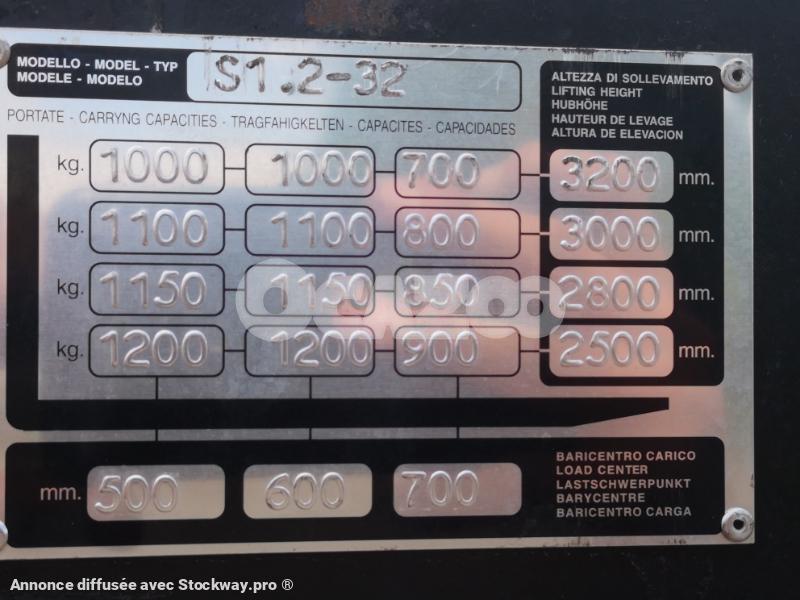 MODELLO - MODEL - TYP
MODELE - MODELO
S1.2-32
ALTEZZA DI SOLLEVAMENTO
LIFTING HEIGHT
HUBHÖHE
HAUTEUR DE LEVAGE
ALTURA DE ELEVACION
PORTATE - CARRYNG CAPACITIES - TRAGFAHIGKELTEN - CAPACITES - CAPACIDADES
kg. 1000 1000 700 3200 mm.
kg. 1100 1100 800 3000 mm.
kg. 1150 1150 850 2800 mm.
kg. 1200 1200 900 2500 mm.
mm. 500 600 700
BARICENTRO CARICO
LOAD CENTER
LASTSCHWERPUNKT
BARYCENTRE
BARICENTRO CARGA
Annonce diffusée avec Stockway.pro ®